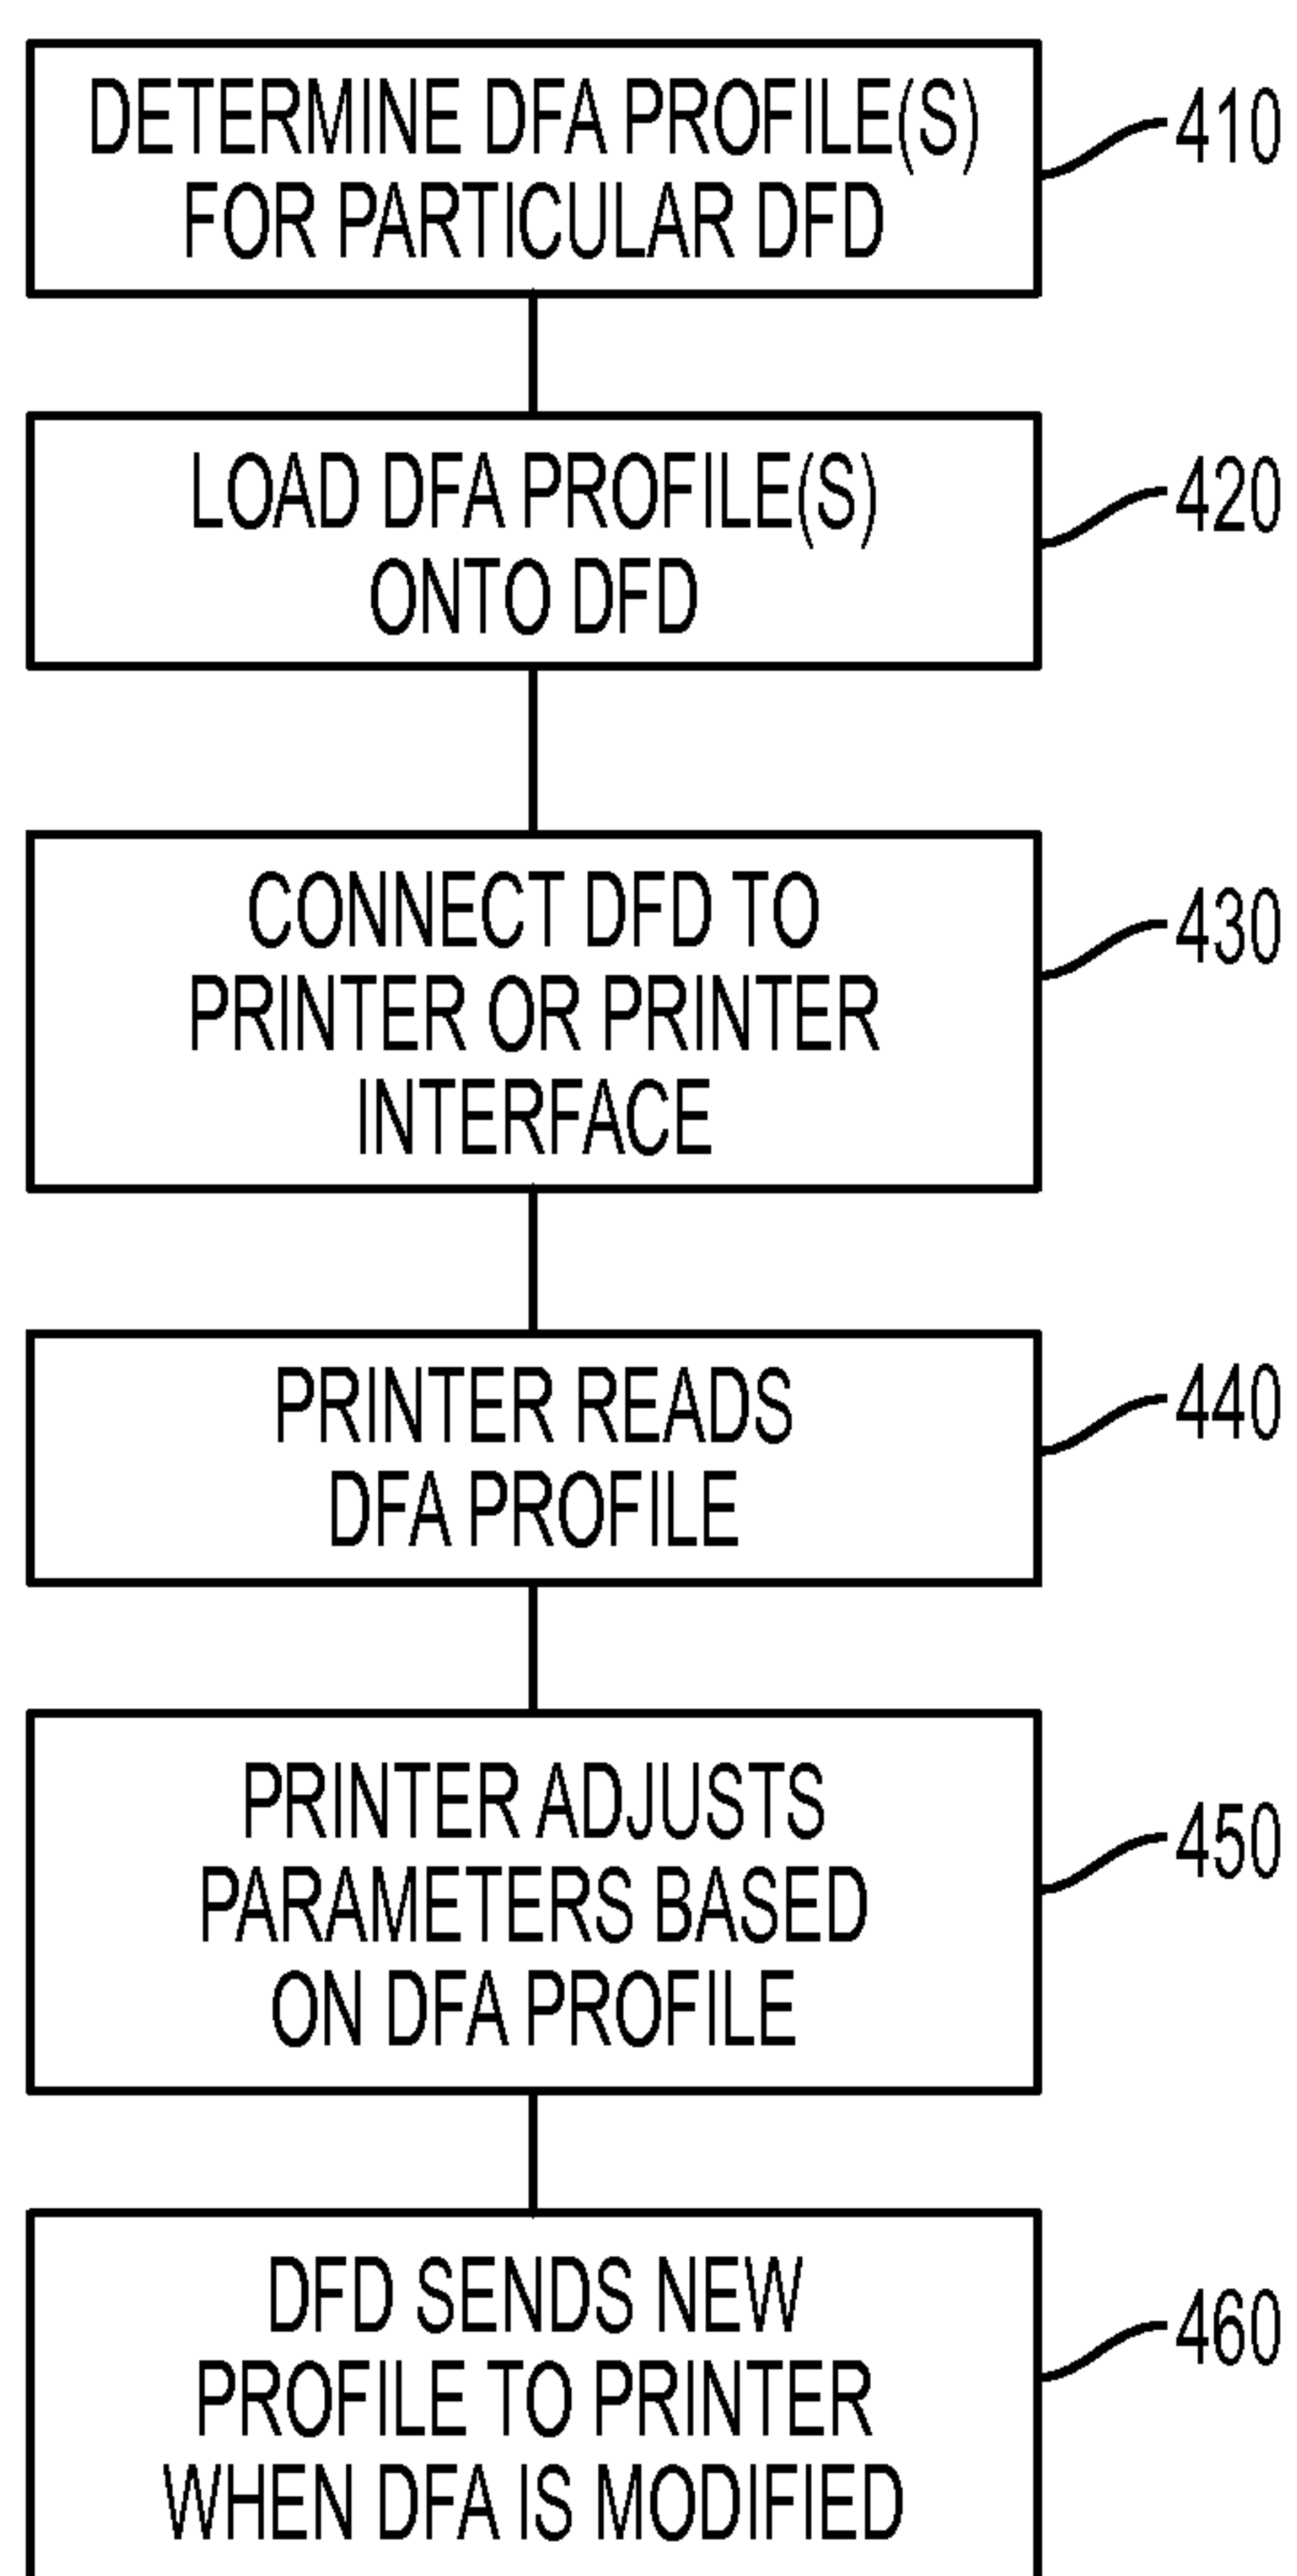 DETERMINE DFA PROFILE(S)
FOR PARTICULAR DFD
410
LOAD DFA PROFILE(S)
ONTO DFD
420
CONNECT DFD TO
PRINTER OR PRINTER
INTERFACE
430
PRINTER READS
DFA PROFILE
440
PRINTER ADJUSTS
PARAMETERS BASED
ON DFA PROFILE
450
DFD SENDS NEW
PROFILE TO PRINTER
WHEN DFA IS MODIFIED
460